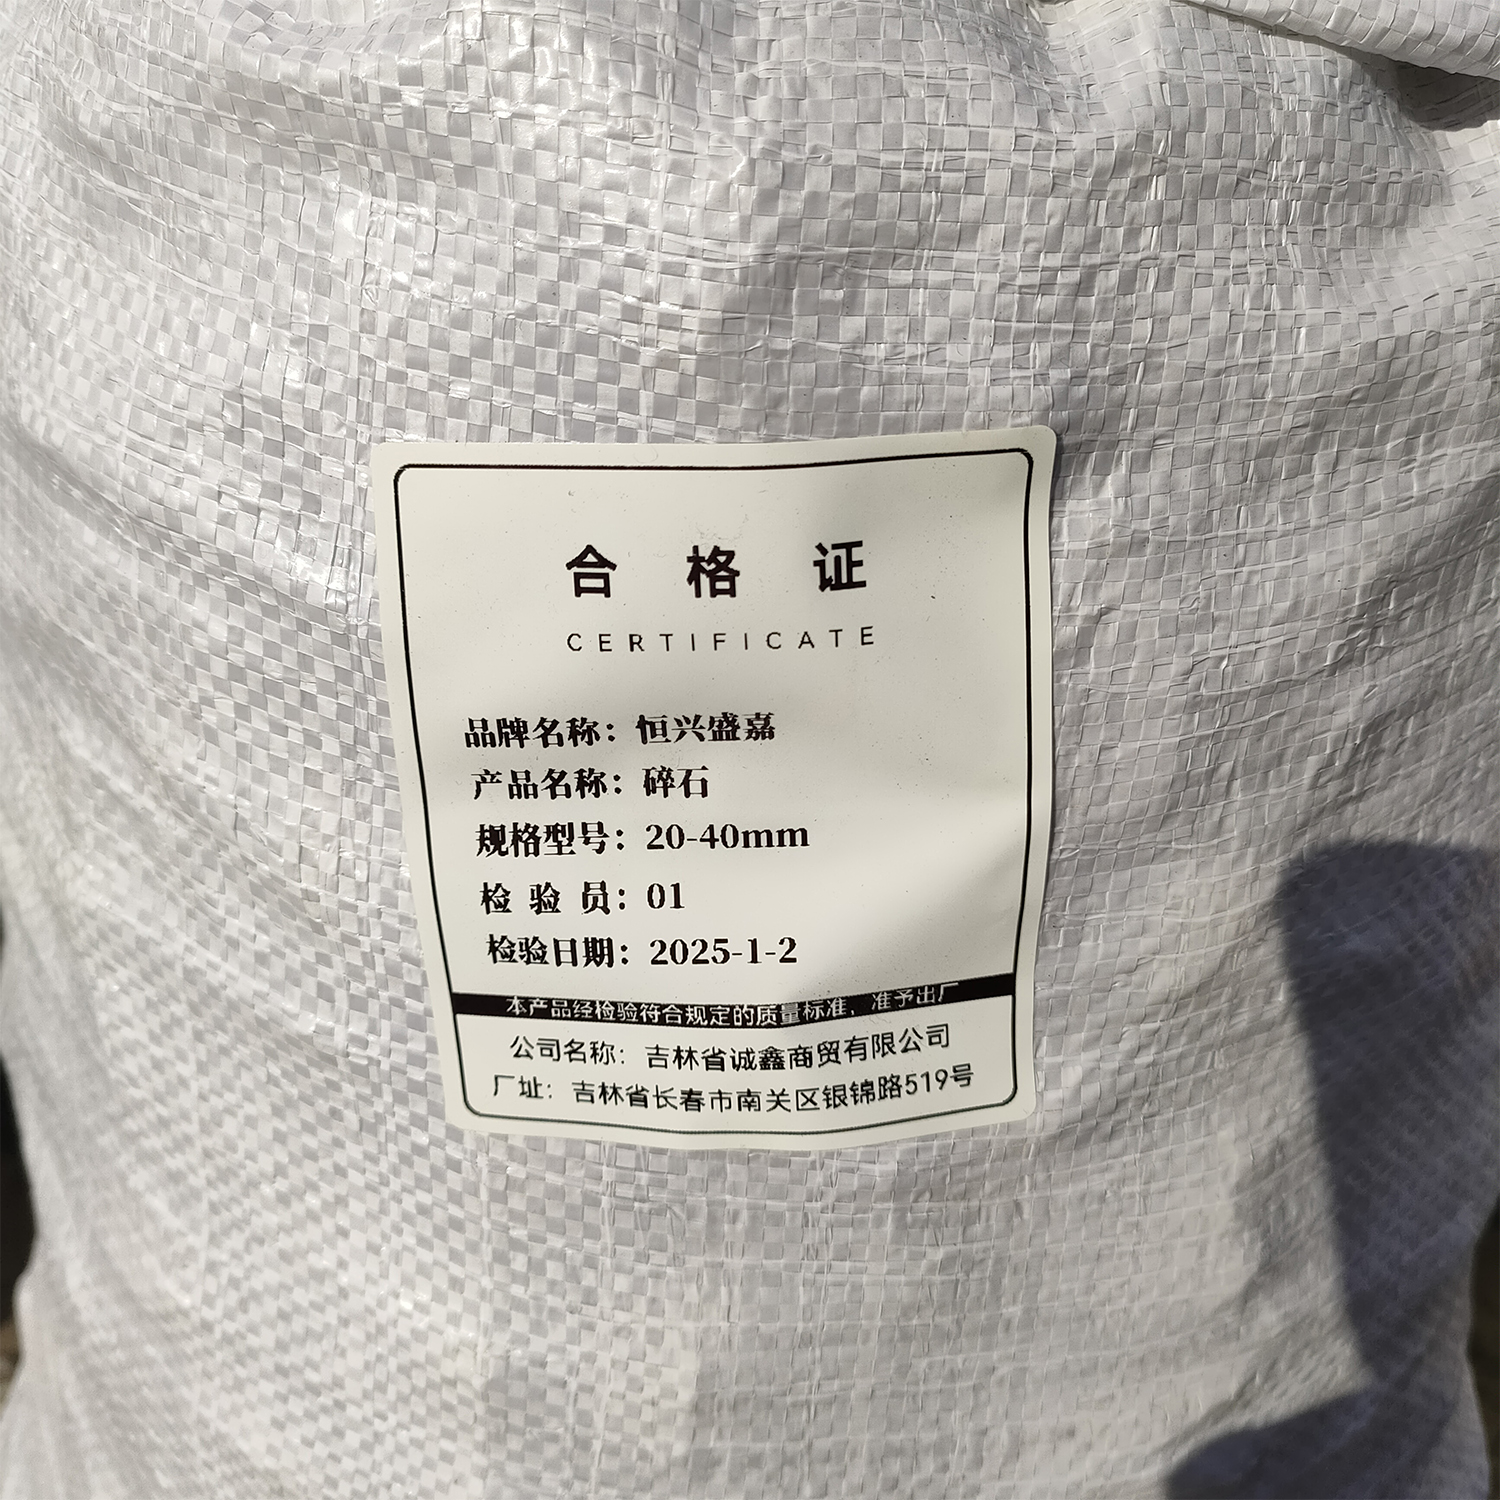 合格证
CERTIFICATE
品牌名称：恒兴盛嘉
产品名称：碎石
规格型号：20-40mm
检验员：01
检验日期：2025-1-2
本产品经检验符合规定的质量标准，准予出厂
公司名称：吉林省诚鑫商贸有限公司
厂址：吉林省长春市南关区银锦路519号